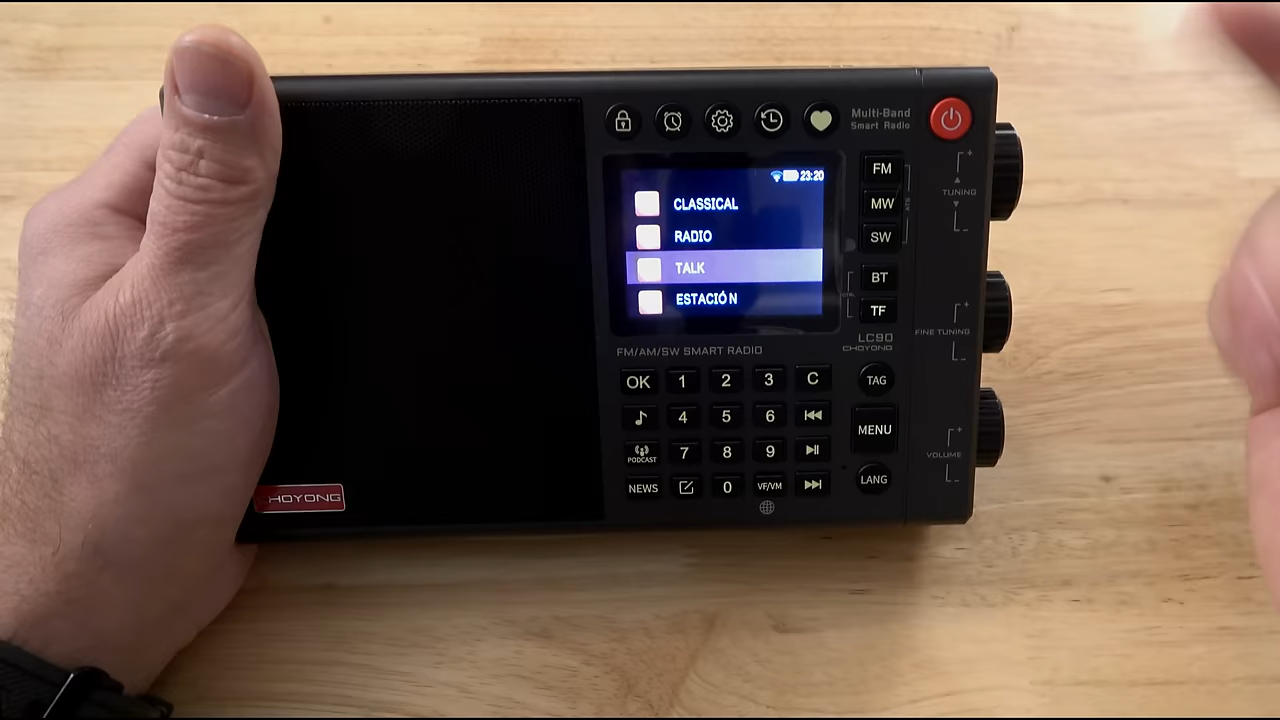 Multi-Band
Smart Radio
23:20
CLASSICAL
RADIO
TALK
ESTACIÓN
FM
MW
SW
BT
TF
ATS
TUNING
FINE TUNING
VOLUME
LC90
CHOYONG
FM/AM/SW SMART RADIO
OK 1 2 3 C
4 5 6
PODCAST 7 8 9
NEWS 0 VF/VM
TAG
MENU
LANG
CHOYONG